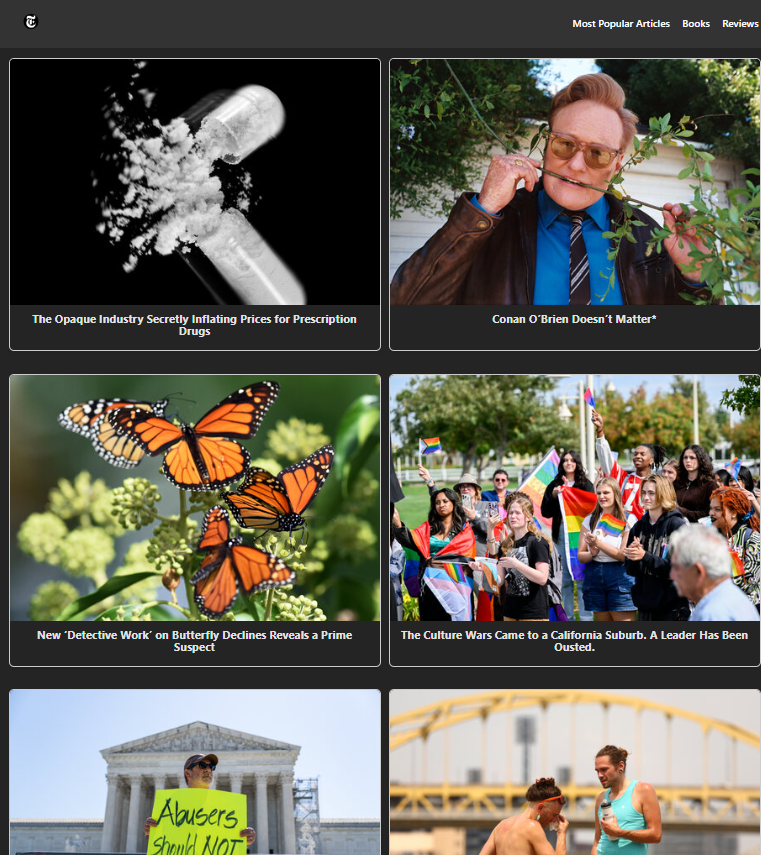 T
Most Popular Articles Books Reviews
The Opaque Industry Secretly Inflating Prices for Prescription
Drugs
Conan O’Brien Doesn’t Matter*
New ‘Detective Work’ on Butterfly Declines Reveals a Prime
Suspect
The Culture Wars Came to a California Suburb. A Leader Has Been
Ousted.
Abusers
should NOT